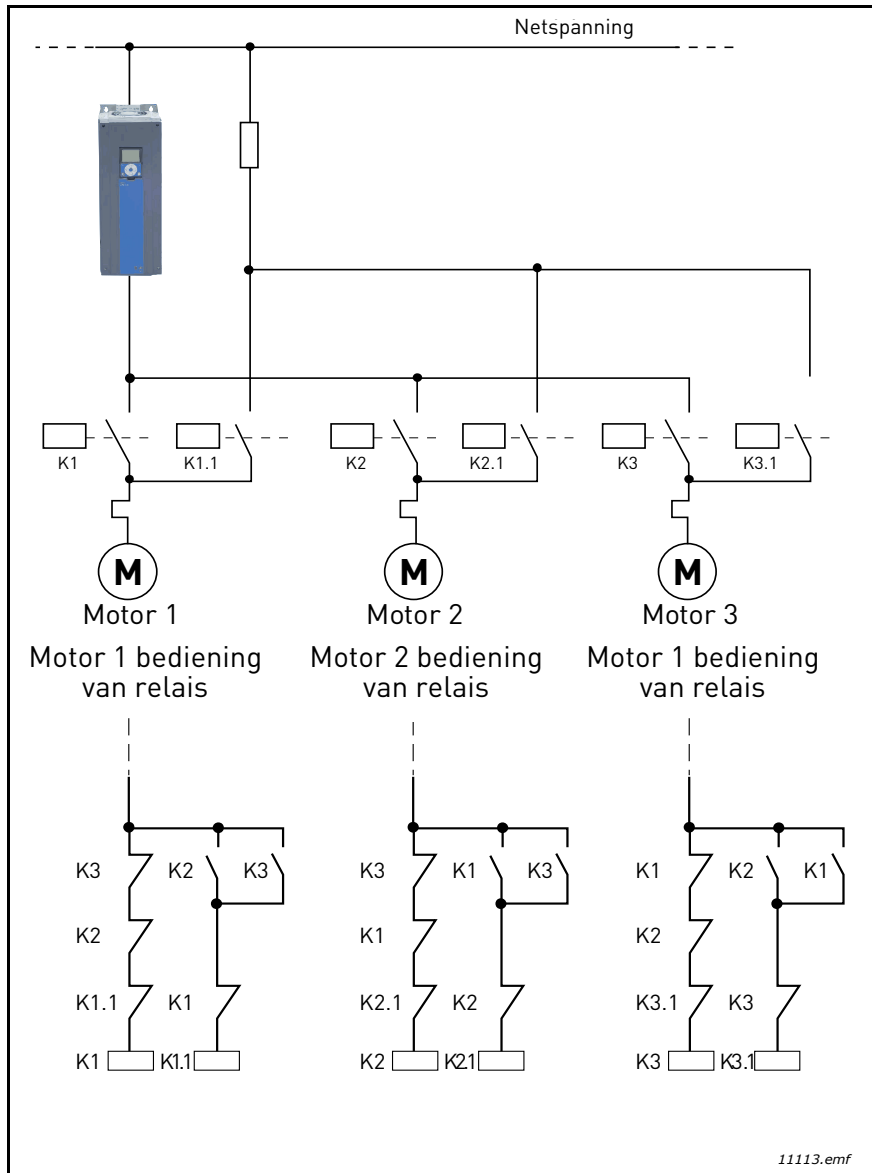 Netspanning
K1 K1.1 K2 K2.1 K3 K3.1
M M M
Motor 1 Motor 2 Motor 3
Motor 1 bediening Motor 2 bediening Motor 1 bediening
van relais van relais van relais
K3 K2 K3 K3 K1 K3 K1 K2 K1
K2 K1 K2
K1.1 K1 K2.1 K2 K3.1 K3
K1 K1.1 K2 K2.1 K3 K3.1
11113.emf